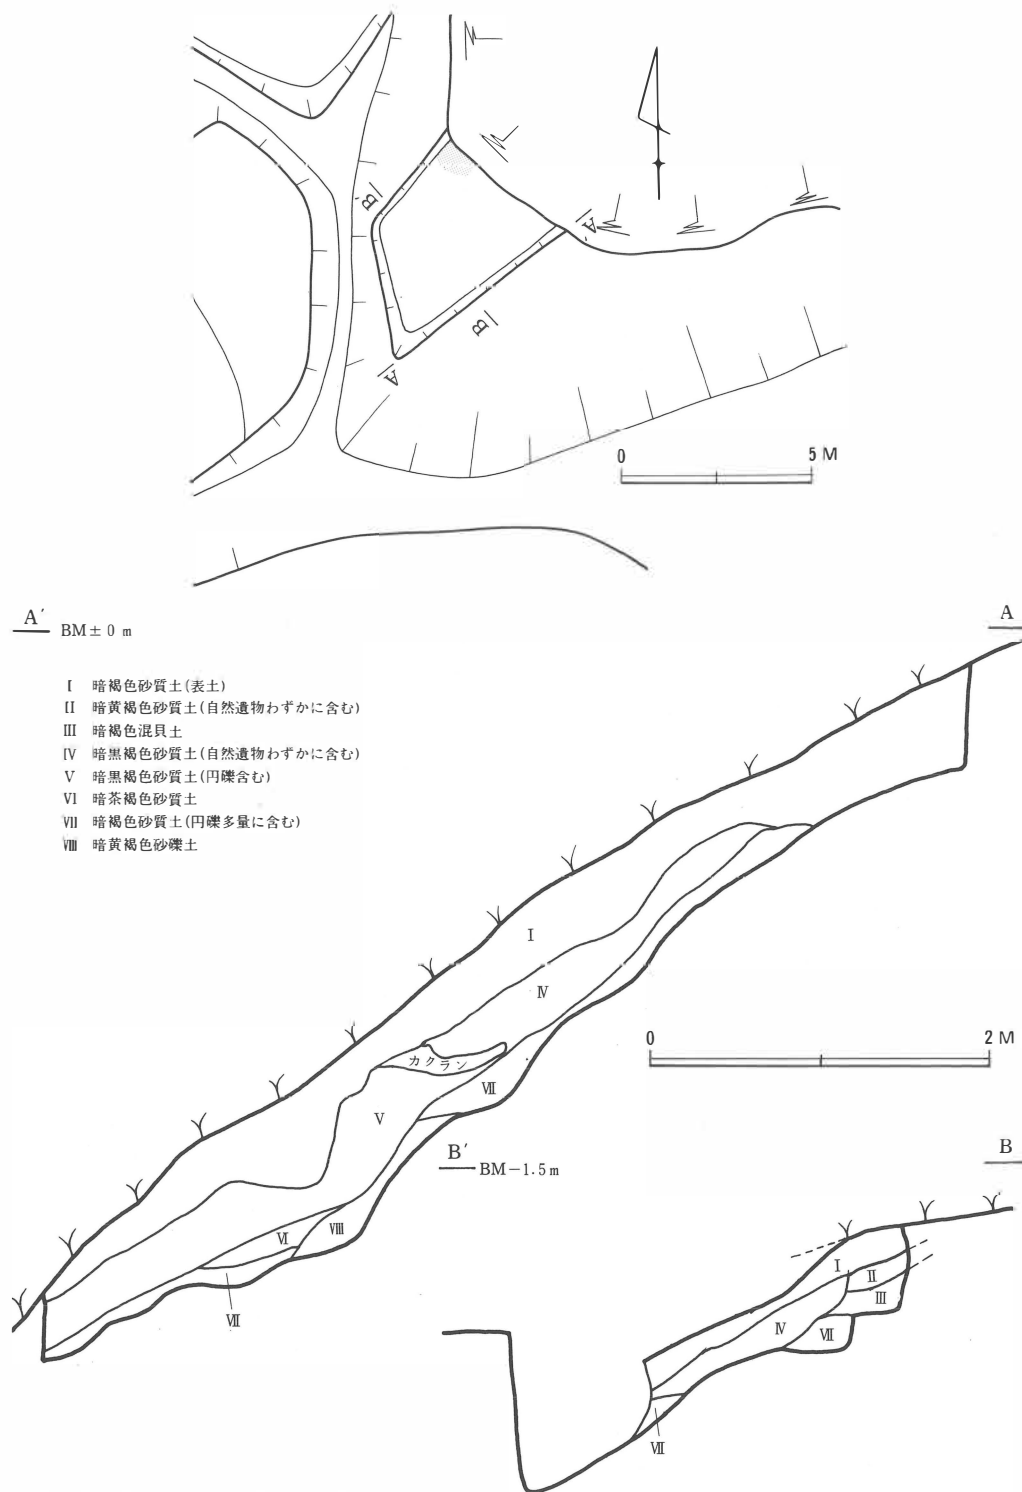 B'
A'
B
A
0 5 M
A' BM±0 m
A
I 暗褐色砂質土(表土)
II 暗黄褐色砂質土(自然遺物わずかに含む)
III 暗褐色混貝土
IV 暗黒褐色砂質土(自然遺物わずかに含む)
V 暗黒褐色砂質土(円礫含む)
VI 暗茶褐色砂質土
VII 暗褐色砂質土(円礫多量に含む)
VIII 暗黄褐色砂礫土
I
IV
カクラン
VII
V
VI
VIII
VII
0 2 M
B' BM-1.5m
B
I
II
III
IV
VII
VII